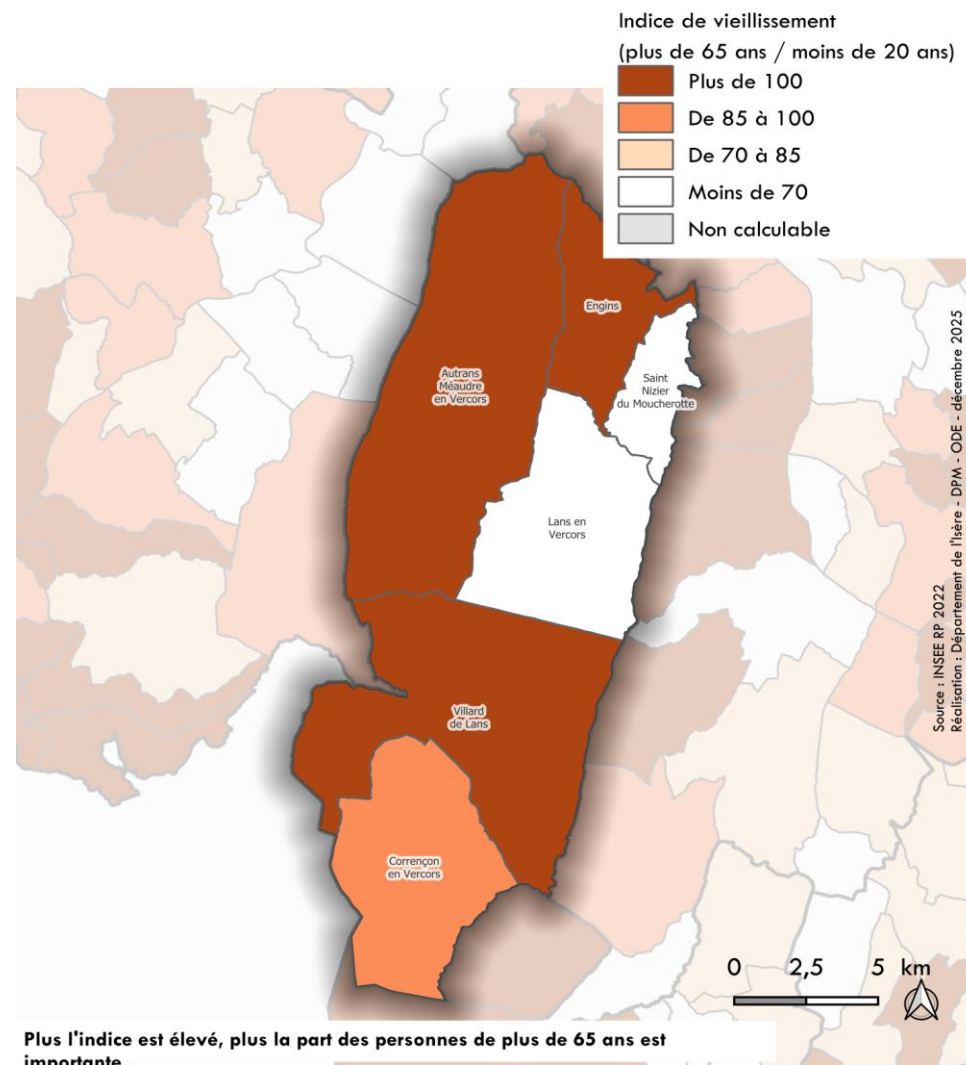 Indice de vieillissement
(plus de 65 ans / moins de 20 ans)
Plus de 100
De 85 à 100
De 70 à 85
Moins de 70
Non calculable
Engins
Autrans
Méaudre
en Vercors
Saint
Nizier
du Moucherotte
Lans en
Vercors
Villard
de Lans
Corrençon
en Vercors
Source : INSEE RP 2022
Réalisation : Département de l'Isère - DPM - ODE - décembre 2025
0 2,5 5 km
Plus l'indice est élevé, plus la part des personnes de plus de 65 ans est
importante